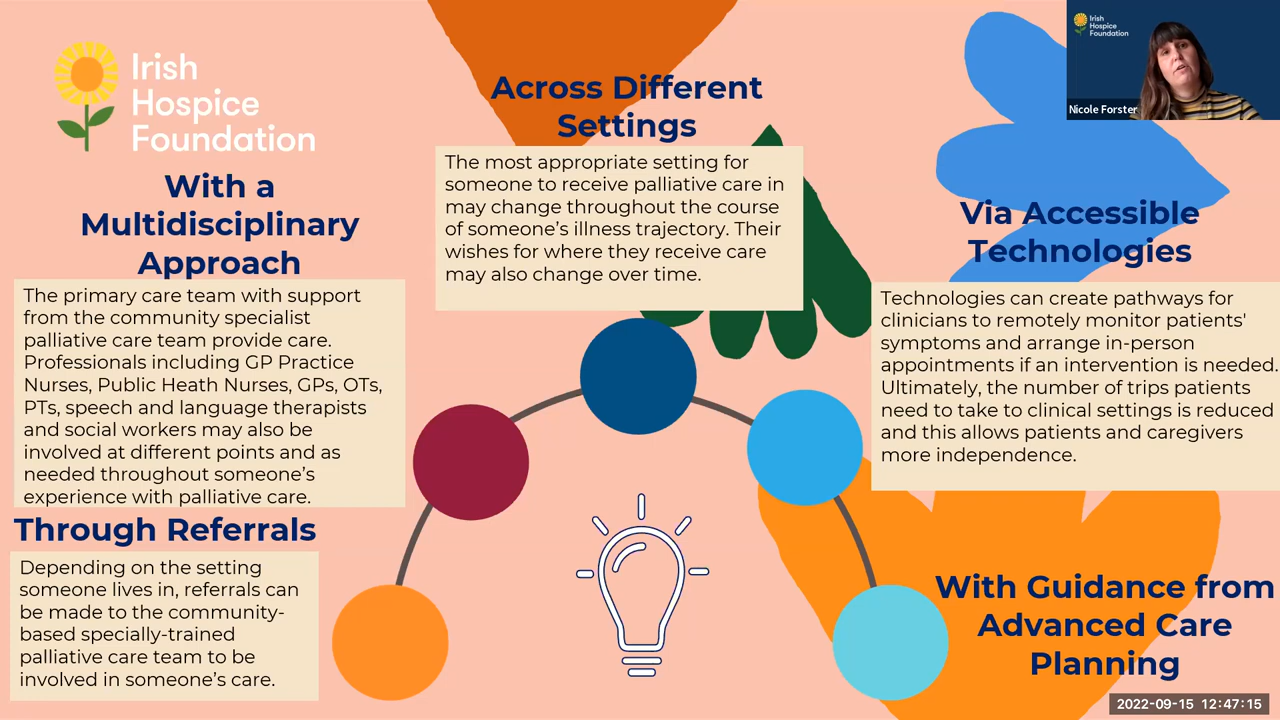 Irish
Hospice
Foundation
With a
Multidisciplinary
Approach
The primary care team with support
from the community specialist
palliative care team provide care.
Professionals including GP Practice
Nurses, Public Heath Nurses, GPs, OTs,
PTs, speech and language therapists
and social workers may also be
involved at different points and as
needed throughout someone's
experience with palliative care.
Through Referrals
Depending on the setting
someone lives in, referrals can
be made to the community-
based specially-trained
palliative care team to be
involved in someone's care.
Across Different
Settings
The most appropriate setting for
someone to receive palliative care in
may change throughout the course
of someone's illness trajectory. Their
wishes for where they receive care
may also change over time.
Via Accessible
Technologies
Technologies can create pathways for
clinicians to remotely monitor patients'
symptoms and arrange in-person
appointments if an intervention is needed.
Ultimately, the number of trips patients
need to take to clinical settings is reduced
and this allows patients and caregivers
more independence.
With Guidance from
Advanced Care
Planning
Irish
Hospice
Foundation
Nicole Forster
2022-09-15 12:47:15